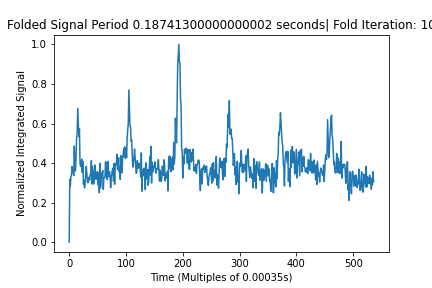 Folded Signal Period 0.18741300000000002 seconds| Fold Iteration: 10
Normalized Integrated Signal
1.0
0.8
0.6
0.4
0.2
0.0
0 100 200 300 400 500
Time (Multiples of 0.00035s)